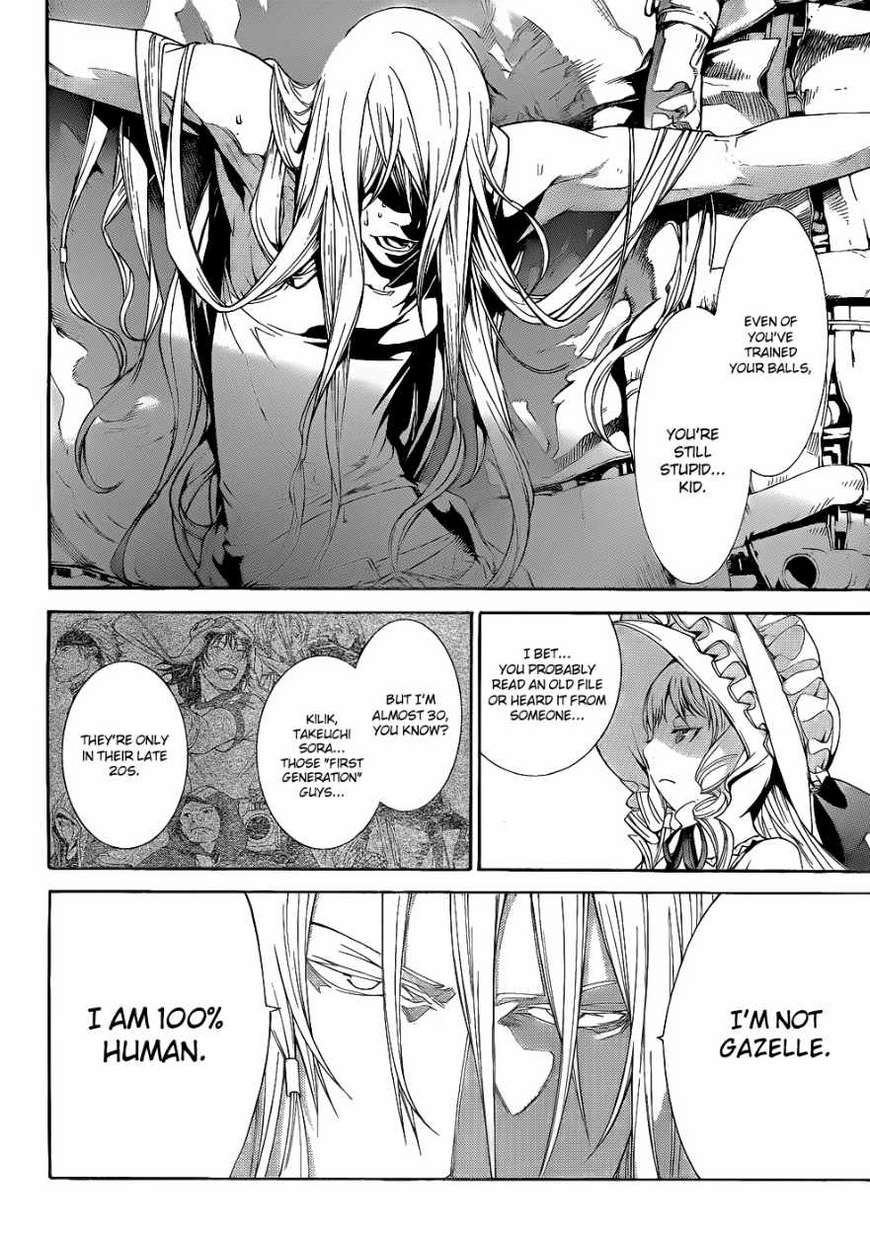 EVEN OF
YOU'VE
TRAINED
YOUR BALLS,
YOU'RE
STILL
STUPID...
KID.
I BET...
YOU PROBABLY
READ AN OLD FILE
OR HEARD IT FROM
SOMEONE...
BUT I'M
ALMOST 30,
YOU KNOW?
KILIK,
TAKEUCHI
SORA...
THOSE "FIRST
GENERATION"
GUYS...
THEY'RE ONLY
IN THEIR LATE
20S.
I'M NOT
GAZELLE.
I AM 100%
HUMAN.